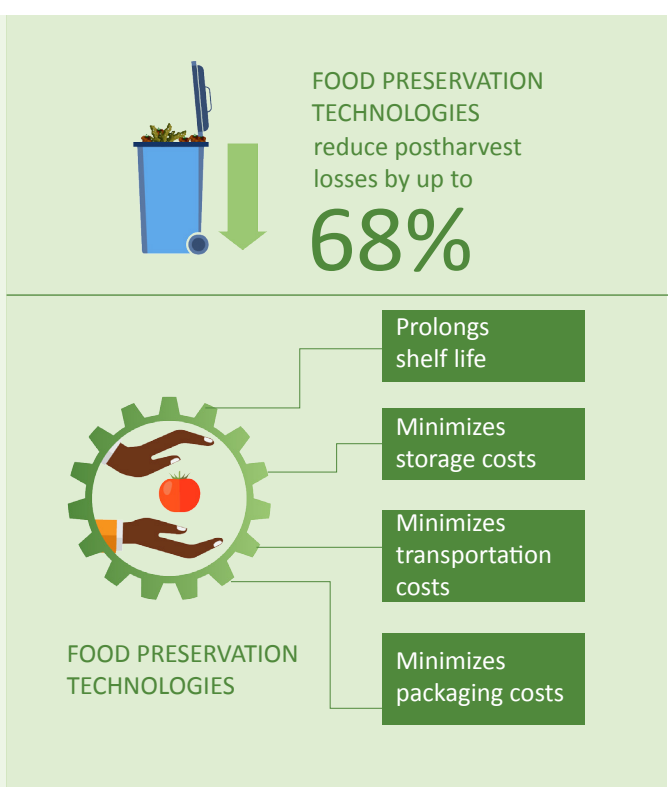 FOOD PRESERVATION
TECHNOLOGIES
reduce postharvest
losses by up to
68%
Prolongs
shelf life
Minimizes
storage costs
Minimizes
transportation
costs
Minimizes
packaging costs
FOOD PRESERVATION
TECHNOLOGIES